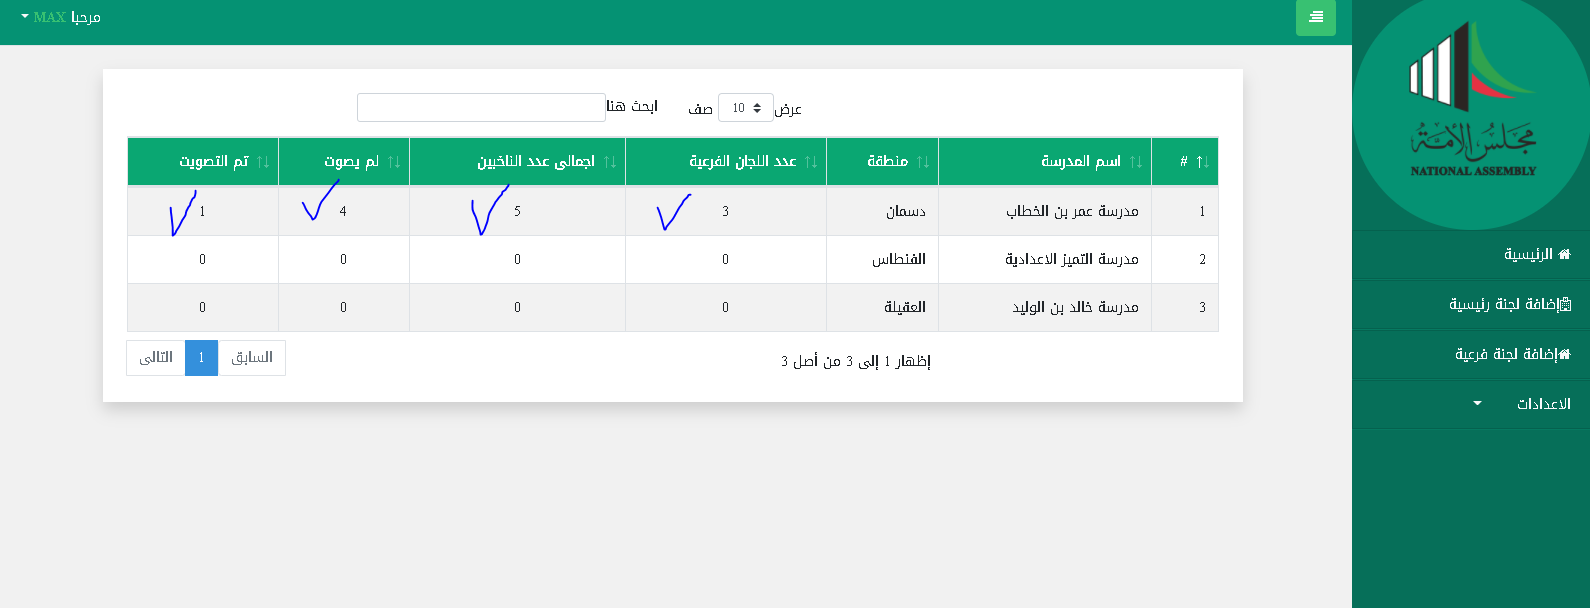 مرحبا MAX
مجلس الأمة
NATIONAL ASSEMBLY
الرئيسية
إضافة لجنة رئيسية
إضافة لجنة فرعية
الاعدادات
عرض 10 صف
ابحث هنا
# اسم المدرسة منطقة عدد اللجان الفرعية اجمالى عدد الناخبين لم يصوت تم التصويت
1 مدرسة عمر بن الخطاب دسمان 3 5 4 1
2 مدرسة التميز الاعدادية الفنطاس 0 0 0 0
3 مدرسة خالد بن الوليد العقيلة 0 0 0 0
إظهار 1 إلى 3 من أصل 3
السابق 1 التالى